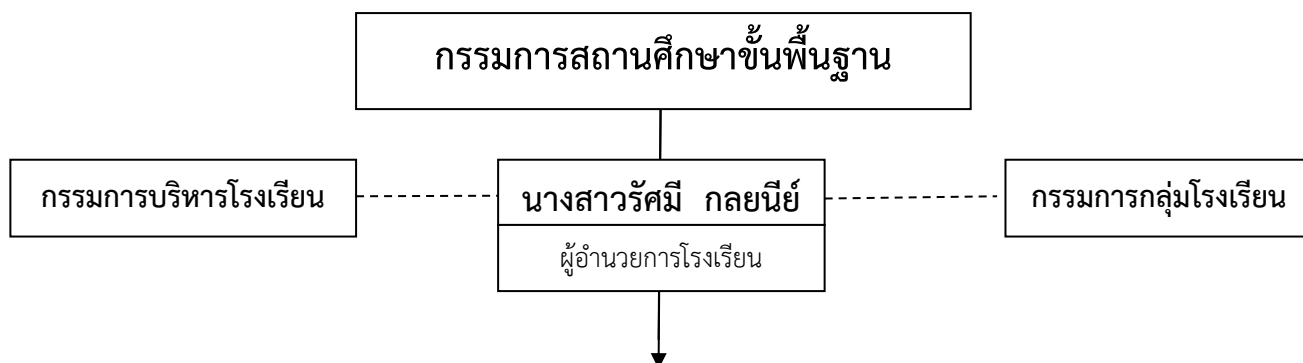 กรรมการสถานศึกษาขั้นพื้นฐาน
กรรมการบริหารโรงเรียน
นางสาวรัศมี กลยนีย์
กรรมการกลุ่มโรงเรียน
ผู้อำนวยการโรงเรียน